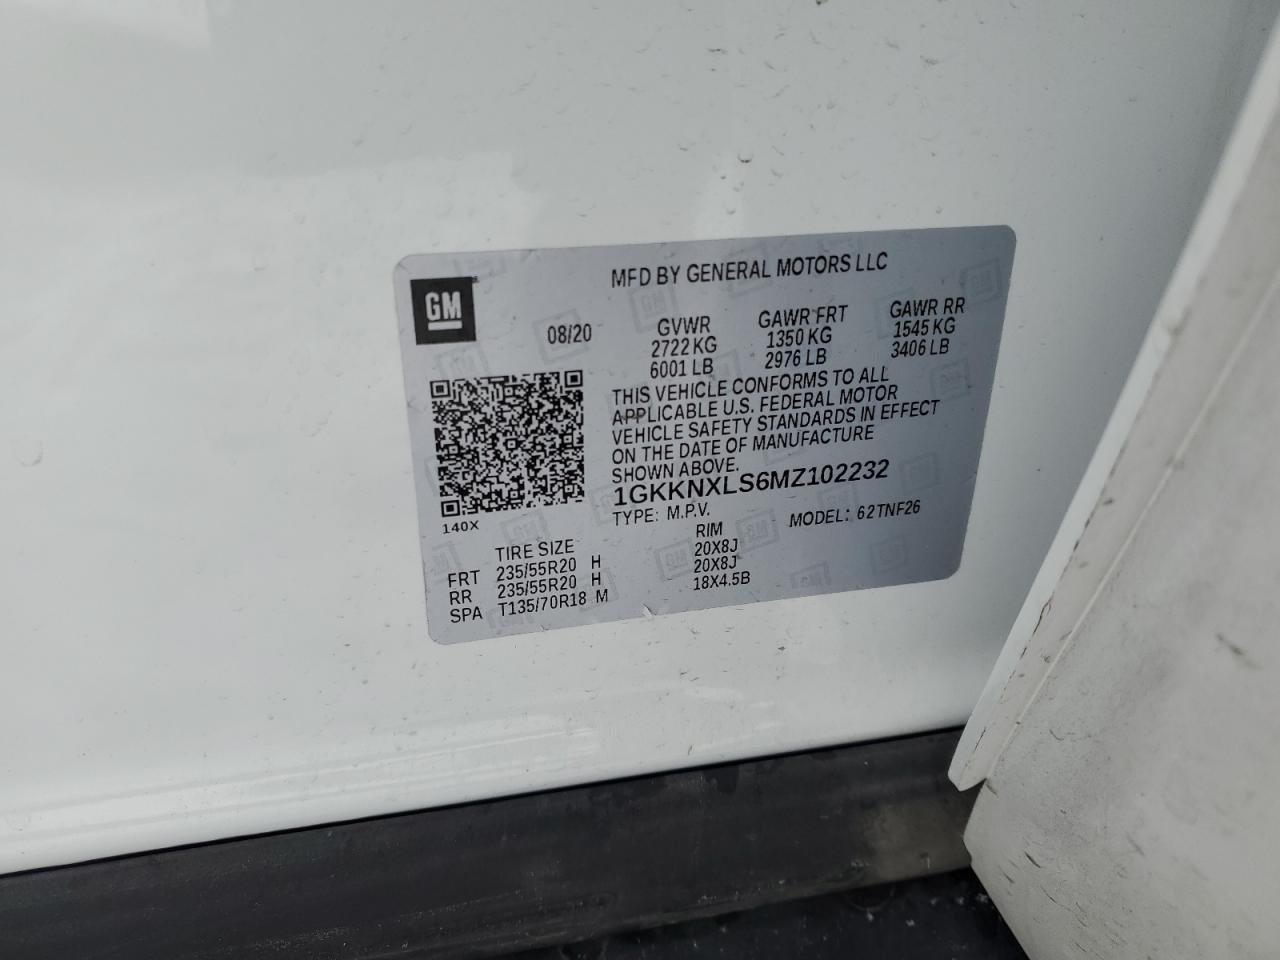 MFD BY GENERAL MOTORS LLC
GM
08/20
GVWR GAWR FRT GAWR RR
2722 KG 1350 KG 1545 KG
6001 LB 2976 LB 3406 LB
THIS VEHICLE CONFORMS TO ALL
APPLICABLE U.S. FEDERAL MOTOR
VEHICLE SAFETY STANDARDS IN EFFECT
ON THE DATE OF MANUFACTURE
SHOWN ABOVE.
1GKKNXLS6MZ102232
140X
TYPE: M.P.V. MODEL: 62TNF26
TIRE SIZE RIM
FRT 235/55R20 H 20X8J
RR 235/55R20 H 20X8J
SPA T135/70R18 M 18X4.5B